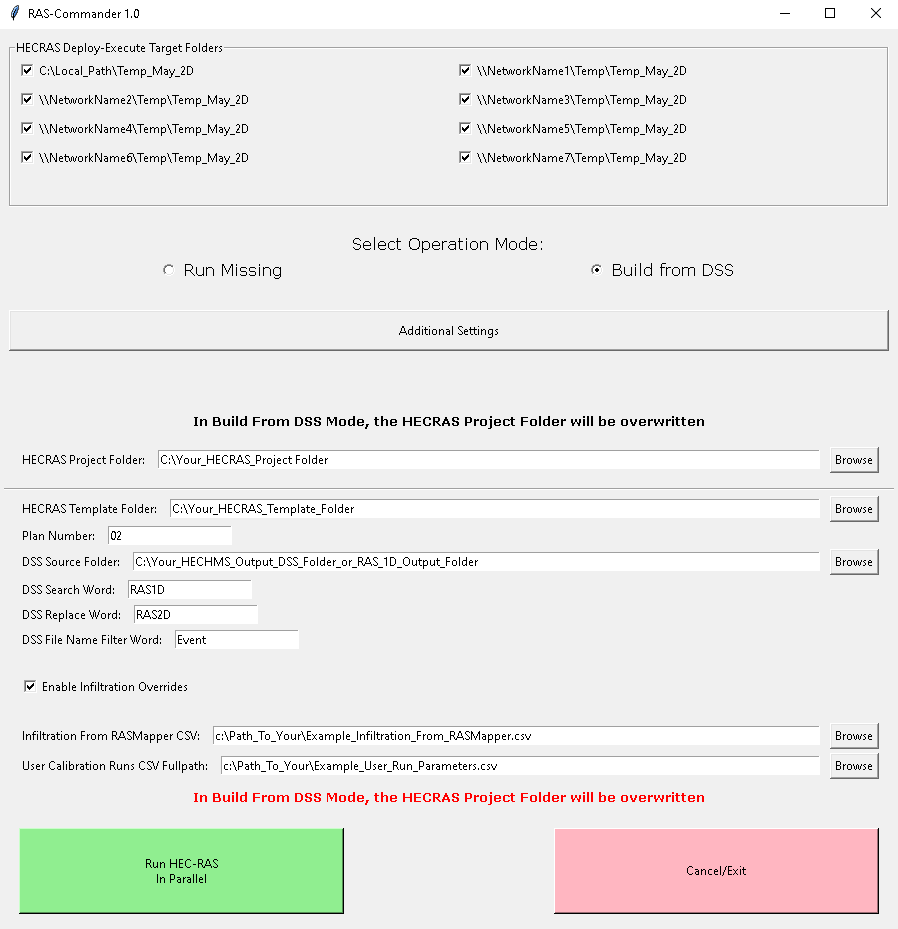 RAS-Commander 1.0
HECRAS Deploy-Execute Target Folders
C:\Local_Path\Temp_May_2D
\\NetworkName1\Temp\Temp_May_2D
\\NetworkName2\Temp\Temp_May_2D
\\NetworkName3\Temp\Temp_May_2D
\\NetworkName4\Temp\Temp_May_2D
\\NetworkName5\Temp\Temp_May_2D
\\NetworkName6\Temp\Temp_May_2D
\\NetworkName7\Temp\Temp_May_2D
Select Operation Mode:
Run Missing
Build from DSS
Additional Settings
In Build From DSS Mode, the HECRAS Project Folder will be overwritten
HECRAS Project Folder: C:\Your_HECRAS_Project Folder Browse
HECRAS Template Folder: C:\Your_HECRAS_Template_Folder Browse
Plan Number: 02
DSS Source Folder: C:\Your_HECHMS_Output_DSS_Folder_or_RAS_1D_Output_Folder Browse
DSS Search Word: RAS1D
DSS Replace Word: RAS2D
DSS File Name Filter Word: Event
Enable Infiltration Overrides
Infiltration From RASMapper CSV: c:\Path_To_Your\Example_Infiltration_From_RASMapper.csv Browse
User Calibration Runs CSV Fullpath: c:\Path_To_Your\Example_User_Run_Parameters.csv Browse
In Build From DSS Mode, the HECRAS Project Folder will be overwritten
Run HEC-RAS
In Parallel
Cancel/Exit